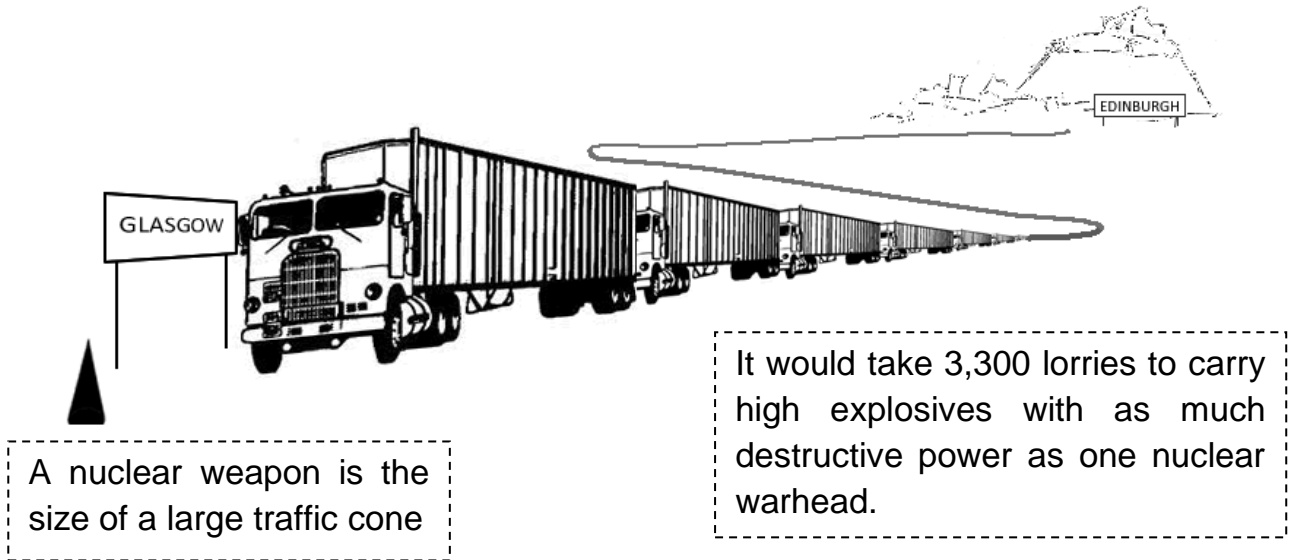 EDINBURGH
GLASGOW
It would take 3,300 lorries to carry
high explosives with as much
destructive power as one nuclear
warhead.
A nuclear weapon is the
size of a large traffic cone